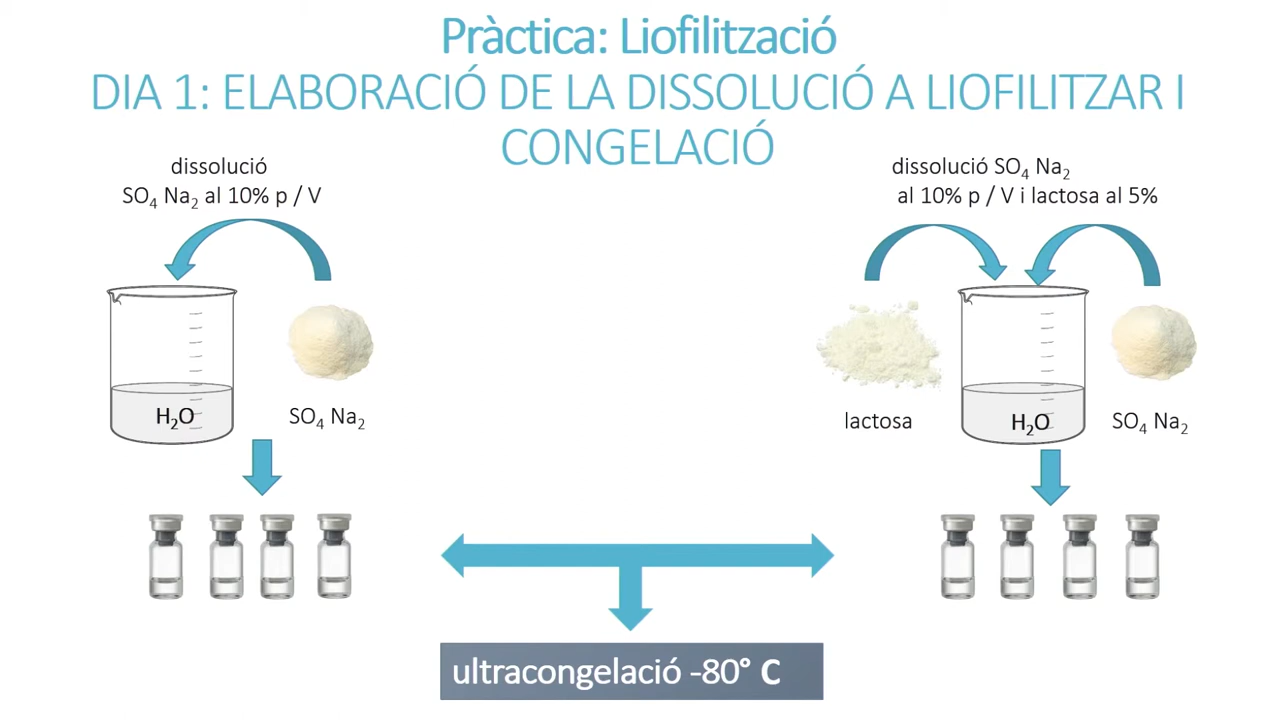 Pràctica: Liofilització
DIA 1: ELABORACIÓ DE LA DISSOLUCIÓ A LIOFILITZAR I
CONGELACIÓ
dissolució
SO₄ Na₂ al 10% p / V
H₂O
SO₄ Na₂
dissolució SO₄ Na₂
al 10% p / V i lactosa al 5%
lactosa
H₂O
SO₄ Na₂
ultracongelació -80° C